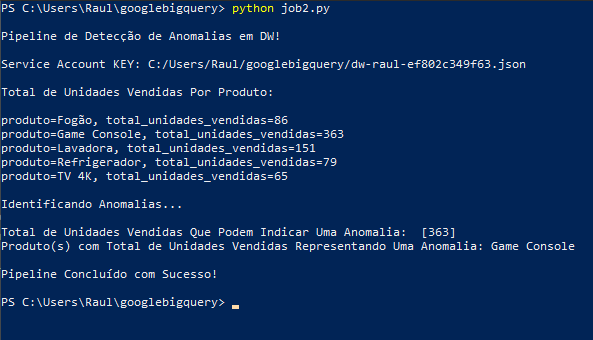 PS C:\Users\Raul\googlebigquery> python job2.py
Pipeline de Detecção de Anomalias em DW!
Service Account KEY: C:/Users/Raul/googlebigquery/dw-raul-ef802c349f63.json
Total de Unidades Vendidas Por Produto:
produto=Fogão, total_unidades_vendidas=86
produto=Game Console, total_unidades_vendidas=363
produto=Lavadora, total_unidades_vendidas=151
produto=Refrigerador, total_unidades_vendidas=79
produto=TV 4K, total_unidades_vendidas=65
Identificando Anomalias...
Total de Unidades Vendidas Que Podem Indicar Uma Anomalia:  [363]
Produto(s) com Total de Unidades Vendidas Representando Uma Anomalia: Game Console
Pipeline Concluído com Sucesso!
PS C:\Users\Raul\googlebigquery>